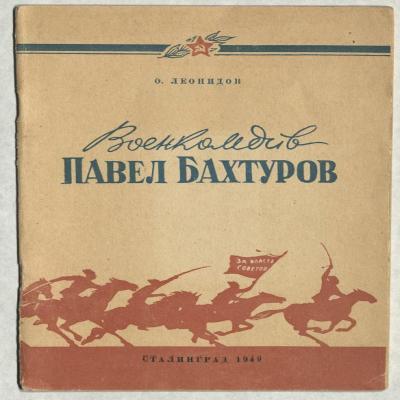 О. ЛЕОНИДОВ
Военкомдив
ПАВЕЛ БАХТУРОВ
ЗА ВЛАСТЬ
СОВЕТОВ
СТАЛИНГРАД 1949